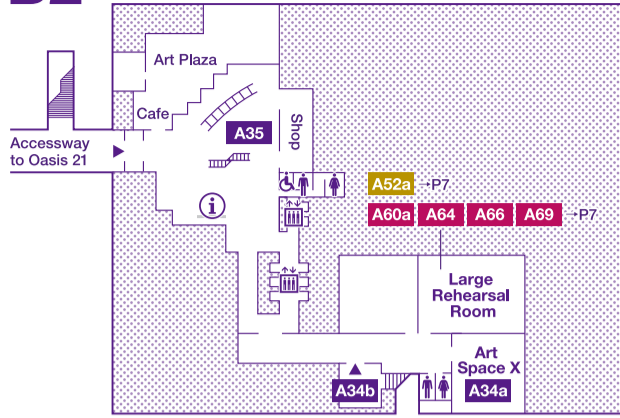 B2
Art Plaza
Cafe
Accessway
to Oasis 21
A35
Shop
i
A52a →P7
A60a A64 A66 A69 →P7
Large
Rehearsal
Room
Art
Space X
A34b
A34a